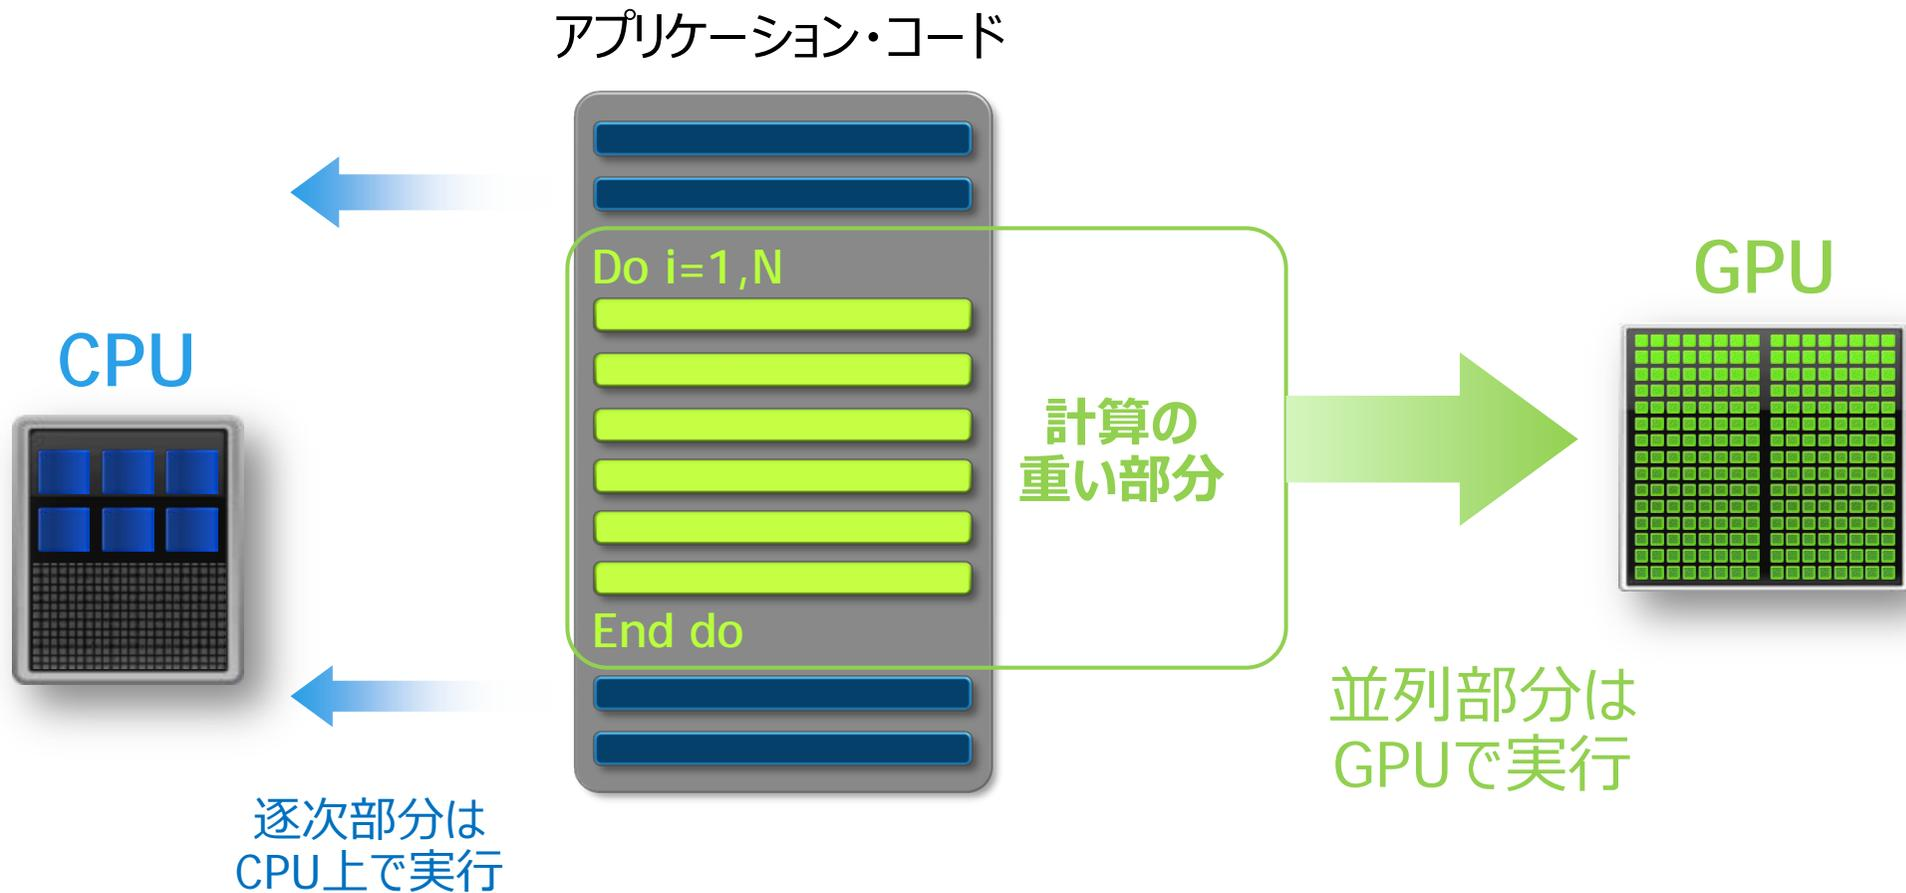 アプリケーション・コード
Do i=1,N
GPU
CPU
計算の
重い部分
End do
並列部分は
GPUで実行
逐次部分は
CPU上で実行